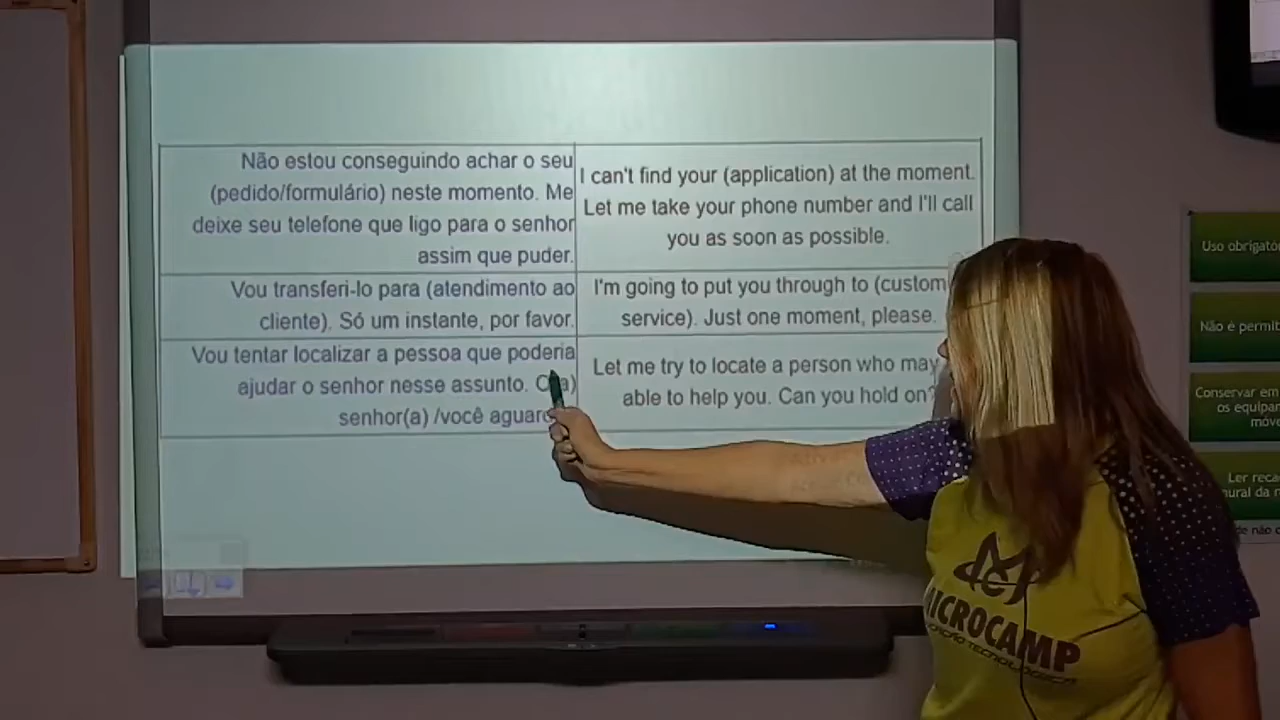 Não estou conseguindo achar o seu
(pedido/formulário) neste momento. Me
deixe seu telefone que ligo para o senhor
assim que puder.
I can't find your (application) at the moment.
Let me take your phone number and I'll call
you as soon as possible.
Vou transferi-lo para (atendimento ao
cliente). Só um instante, por favor.
I'm going to put you through to (custom
service). Just one moment, please.
Vou tentar localizar a pessoa que poderia
ajudar o senhor nesse assunto.
senhor(a) /você
Let me try to locate a person who may
able to help you. Can you hold on?
MICROCAMP
Uso
Não é
Conservar em
os
Ler
da